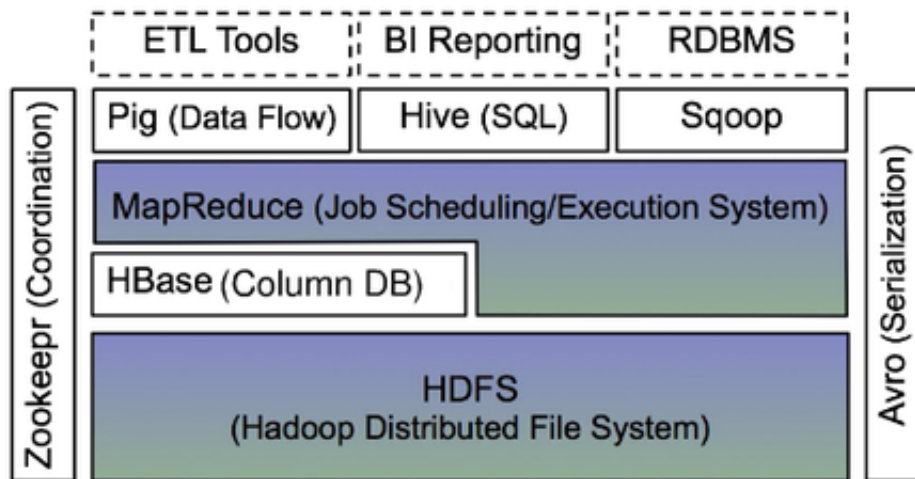 ETL Tools
BI Reporting
RDBMS
Pig (Data Flow)
Hive (SQL)
Sqoop
MapReduce (Job Scheduling/Execution System)
HBase (Column DB)
HDFS
(Hadoop Distributed File System)
Zookeepr (Coordination)
Avro (Serialization)